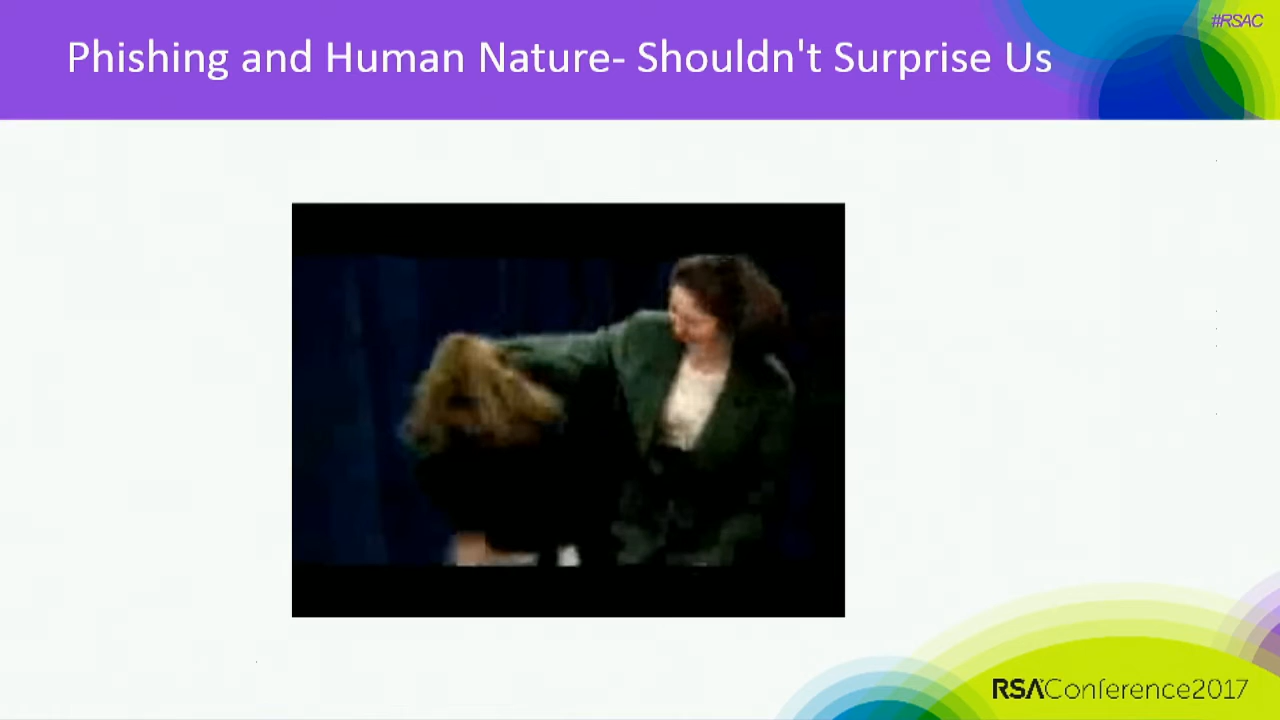 #RSAC
Phishing and Human Nature- Shouldn't Surprise Us
RSAConference2017